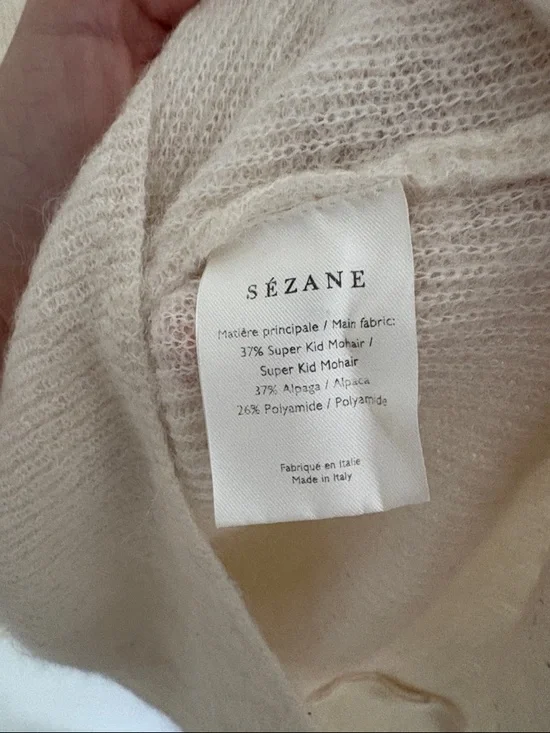 SÉZANE
Matière principale / Main fabric:
37% Super Kid Mohair /
Super Kid Mohair
37% Alpaga / Alpaca
26% Polyamide / Polyamide
Fabriqué en Italie
Made in Italy